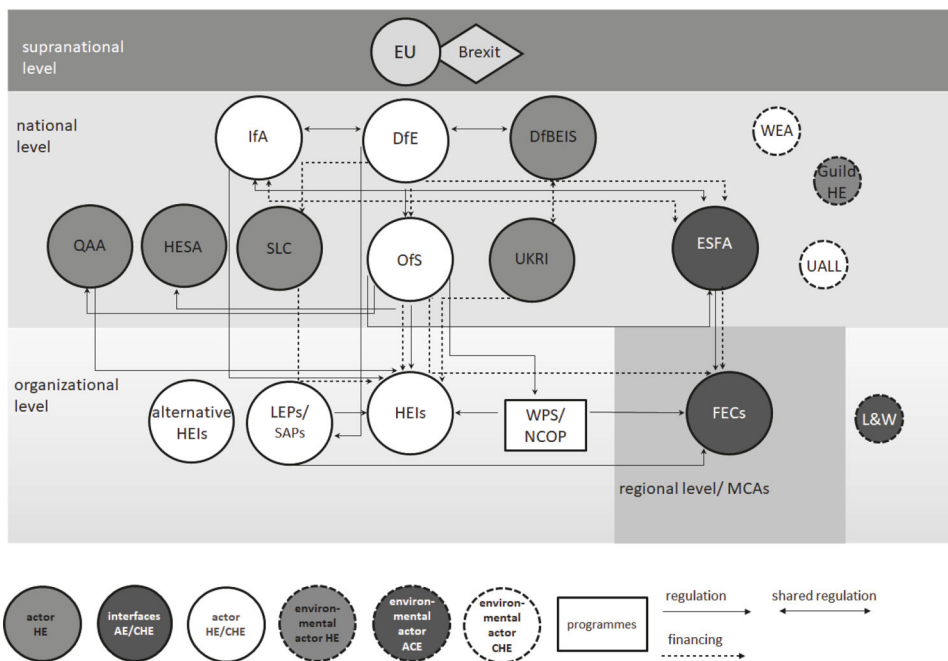 supranational
level
EU
Brexit
national
level
IfA
DfE
DfBEIS
WEA
Guild
HE
QAA
HESA
SLC
OfS
UKRI
ESFA
UALL
organizational
level
alternative
HEIs
LEPs/
SAPs
HEIs
WPS/
NCOP
FECs
L&W
regional level/ MCAs
actor
HE
interfaces
AE/CHE
actor
HE/CHE
environ-
mental
actor HE
environ-
mental
actor
ACE
environ-
mental
actor
CHE
programmes
regulation
shared regulation
financing